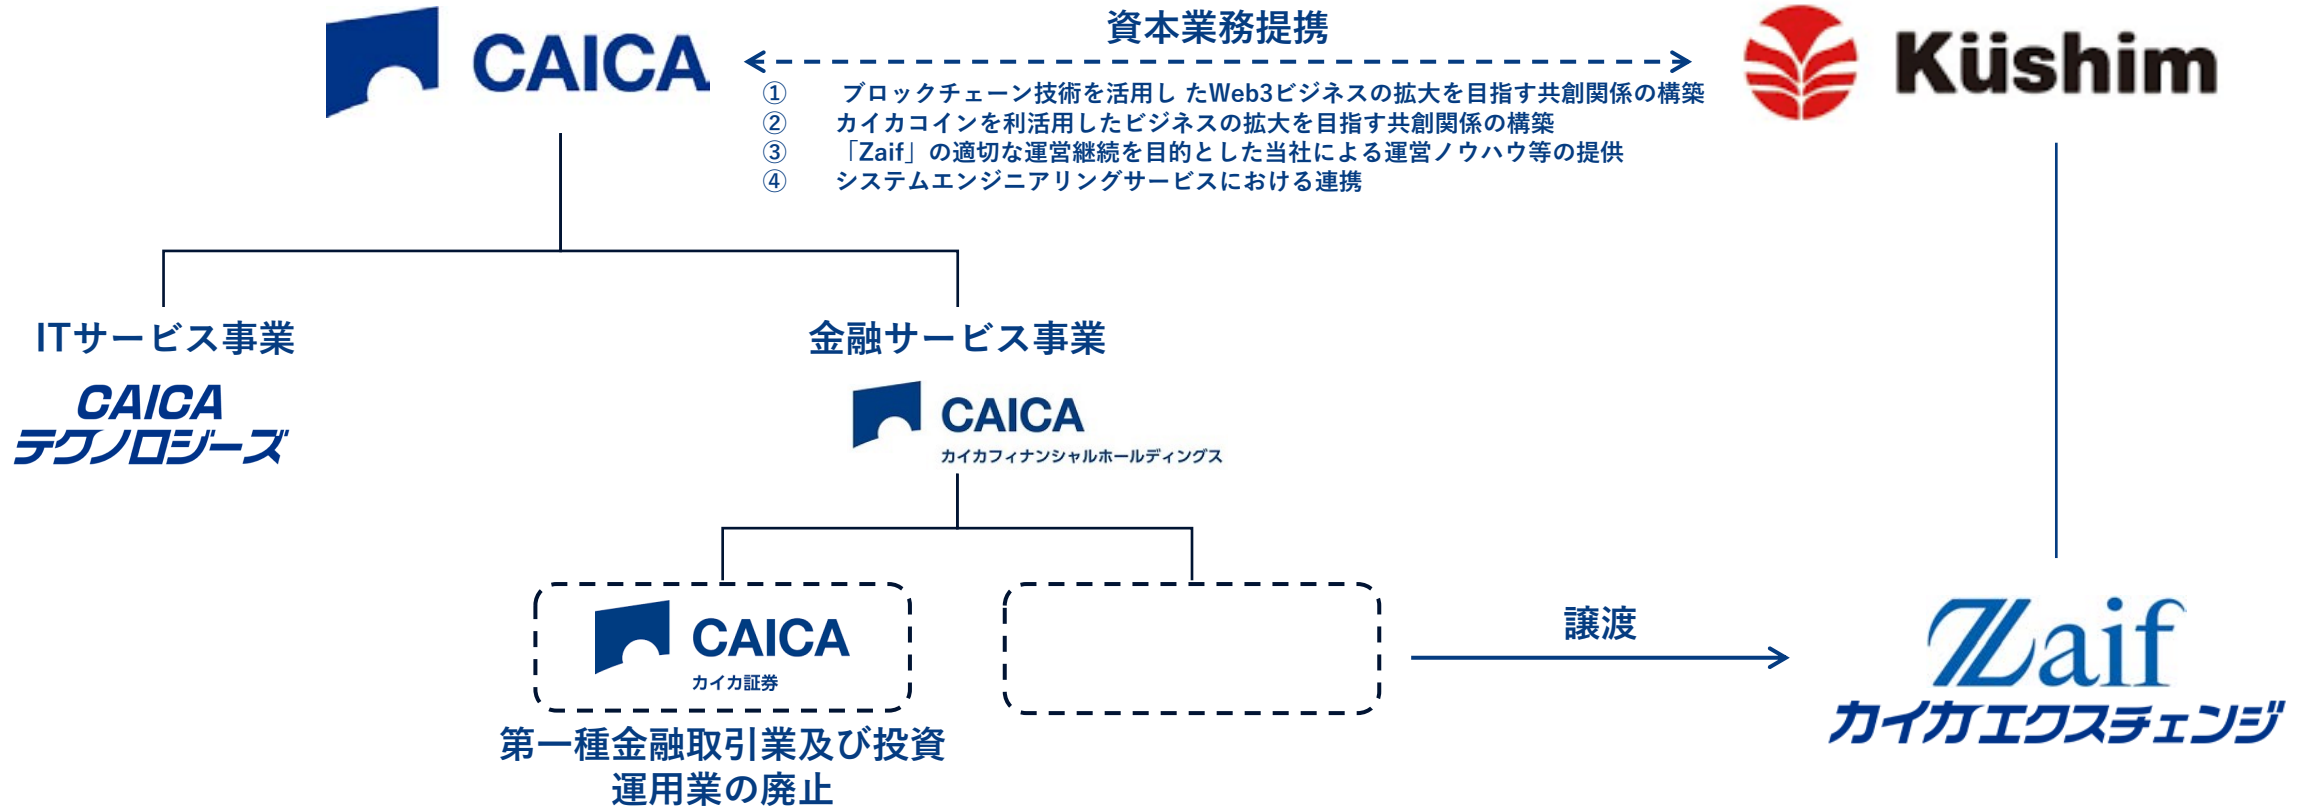 CAICA
資本業務提携
Küshim
① ブロックチェーン技術を活用し たWeb3ビジネスの拡大を目指す共創関係の構築
② カイカコインを利活用したビジネスの拡大を目指す共創関係の構築
③ 「Zaif」の適切な運営継続を目的とした当社による運営ノウハウ等の提供
④ システムエンジニアリングサービスにおける連携
ITサービス事業
金融サービス事業
CAICA
テクノロジーズ
CAICA
カイカフィナンシャルホールディングス
CAICA
カイカ証券
第一種金融取引業及び投資
運用業の廃止
譲渡
Zaif
カイカエクスチェンジ